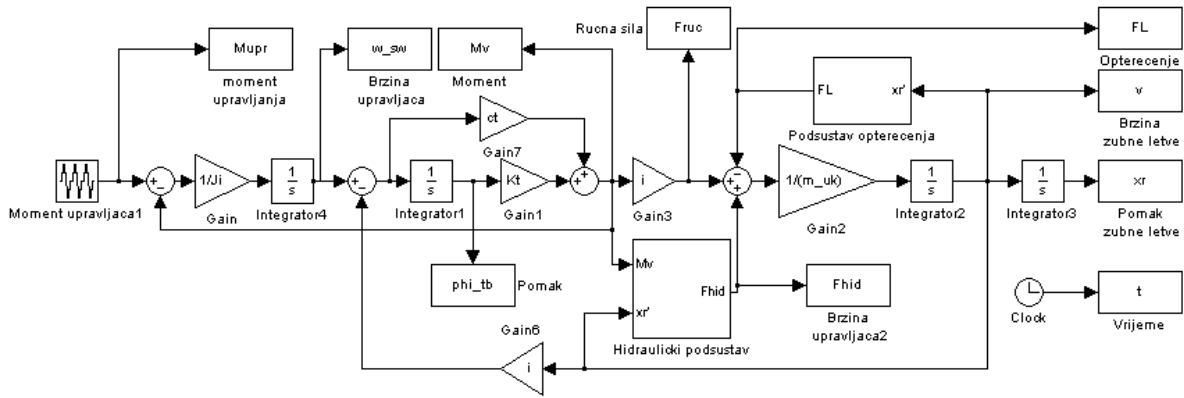 Mupr
moment
upravljanja
w_sw
Brzina
upravljaca
Mv
Moment
Rucna sila
Fruc
FL
Opterecenje
FL
xr'
Podsustav opterecenja
v
Brzina
zubne letve
ct
Gain7
Moment upravljaca1
1/Ji
Gain
1
s
Integrator4
1
s
Integrator1
Kt
Gain1
i
Gain3
1/(m_uk)
Gain2
1
s
Integrator2
1
s
Integrator3
xr
Pomak
zubne letve
phi_tb
Pomak
Mv
xr'
Fhid
Hidraulicki podsustav
Fhid
Brzina
upravljaca2
Clock
t
Vrijeme
Gain6
i